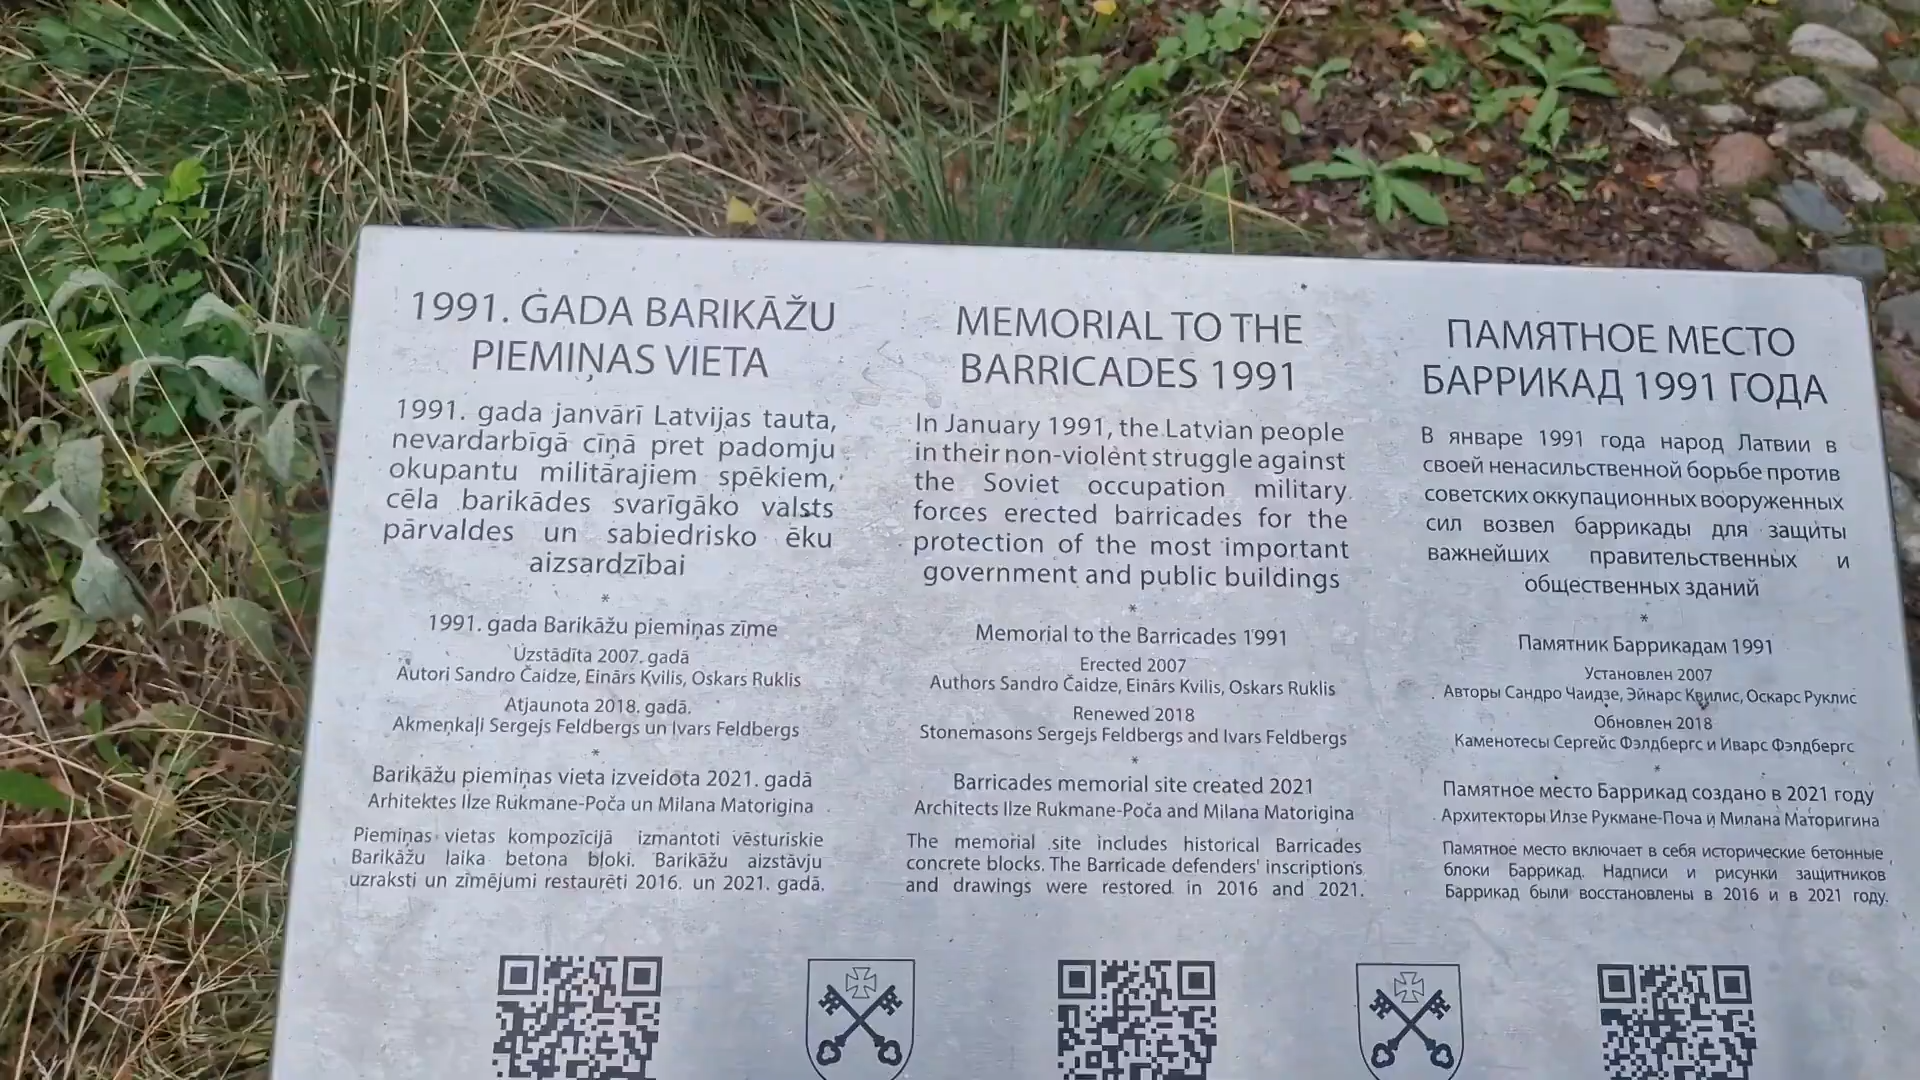 1991. GADA BARIKĀŽU
PIEMIŅAS VIETA
1991. gada janvārī Latvijas tauta,
nevardarbīgā cīņā pret padomju
okupantu militārajiem spēkiem,
cēla barikādes svarīgāko valsts
pārvaldes un sabiedrisko ēku
aizsardzībai
*
1991. gada Barikāžu piemiņas zīme
Uzstādīta 2007. gadā
Autori Sandro Čaidze, Einārs Kvilis, Oskars Ruklis
Atjaunota 2018. gadā.
Akmeņkaļi Sergejs Feldbergs un Ivars Feldbergs
*
Barikāžu piemiņas vieta izveidota 2021. gadā
Arhitektes Ilze Rukmane-Poča un Milana Matorigina
Piemiņas vietas kompozīcijā izmantoti vēsturiskie
Barikāžu laika betona bloki. Barikāžu aizstāvju
uzraksti un zīmējumi restaurēti 2016. un 2021. gadā.
MEMORIAL TO THE
BARRICADES 1991
In January 1991, the Latvian people
in their non-violent struggle against
the Soviet occupation military
forces erected barricades for the
protection of the most important
government and public buildings
*
Memorial to the Barricades 1991
Erected 2007
Authors Sandro Čaidze, Einārs Kvilis, Oskars Ruklis
Renewed 2018
Stonemasons Sergejs Feldbergs and Ivars Feldbergs
*
Barricades memorial site created 2021
Architects Ilze Rukmane-Poča and Milana Matorigina
The memorial site includes historical Barricades
concrete blocks. The Barricade defenders' inscriptions
and drawings were restored in 2016 and 2021.
ПАМЯТНОЕ МЕСТО
БАРРИКАД 1991 ГОДА
В январе 1991 года народ Латвии в
своей ненасильственной борьбе против
советских оккупационных вооруженных
сил возвел баррикады для защиты
важнейших правительственных и
общественных зданий
*
Памятник Баррикадам 1991
Установлен 2007
Авторы Сандро Чаидзе, Эйнарс Квилис, Оскарс Руклис
Обновлен 2018
Каменотесы Сергейс Фэлдбергс и Иварс Фэлдбергс
*
Памятное место Баррикад создано в 2021 году
Архитекторы Илзе Рукмане-Поча и Милана Маторигина
Памятное место включает в себя исторические бетонные
блоки Баррикад. Надписи и рисунки защитников
Баррикад были восстановлены в 2016 и в 2021 году.